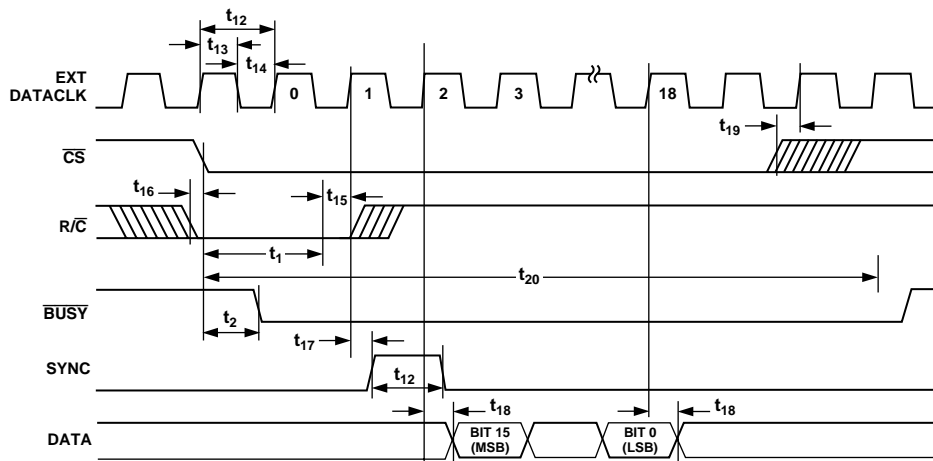 t12
t13
t14
EXT
DATACLK
0
1
2
3
18
t19
CS
t16
t15
R/C
t1
t20
BUSY
t2
t17
SYNC
t12
t18
t18
DATA
BIT 15
(MSB)
BIT 0
(LSB)